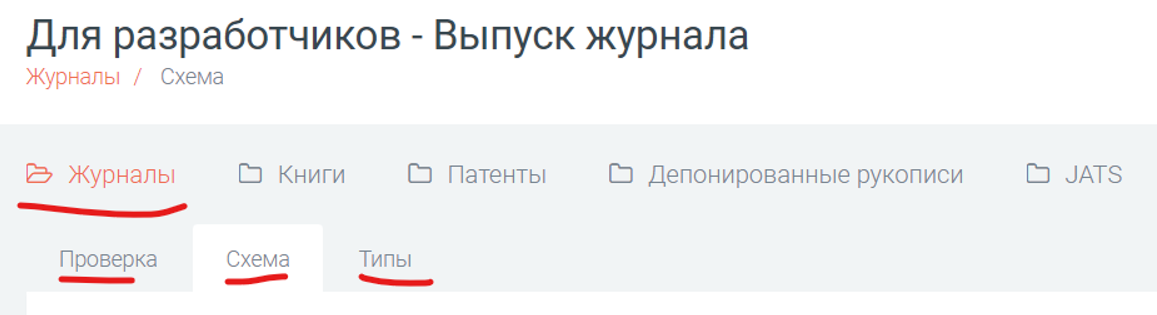 Для разработчиков - Выпуск журнала
Журналы / Схема
Журналы Книги Патенты Депонированные рукописи JATS
Проверка Схема Типы